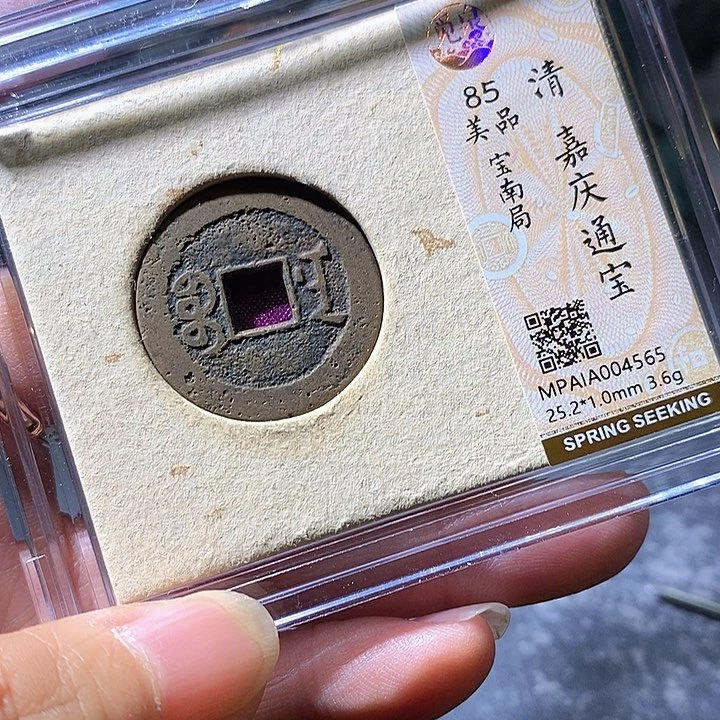 清 嘉庆通宝
85
美品 宝南局
MPAIA004565
25.2*1.0mm 3.6g
SPRING SEEKING